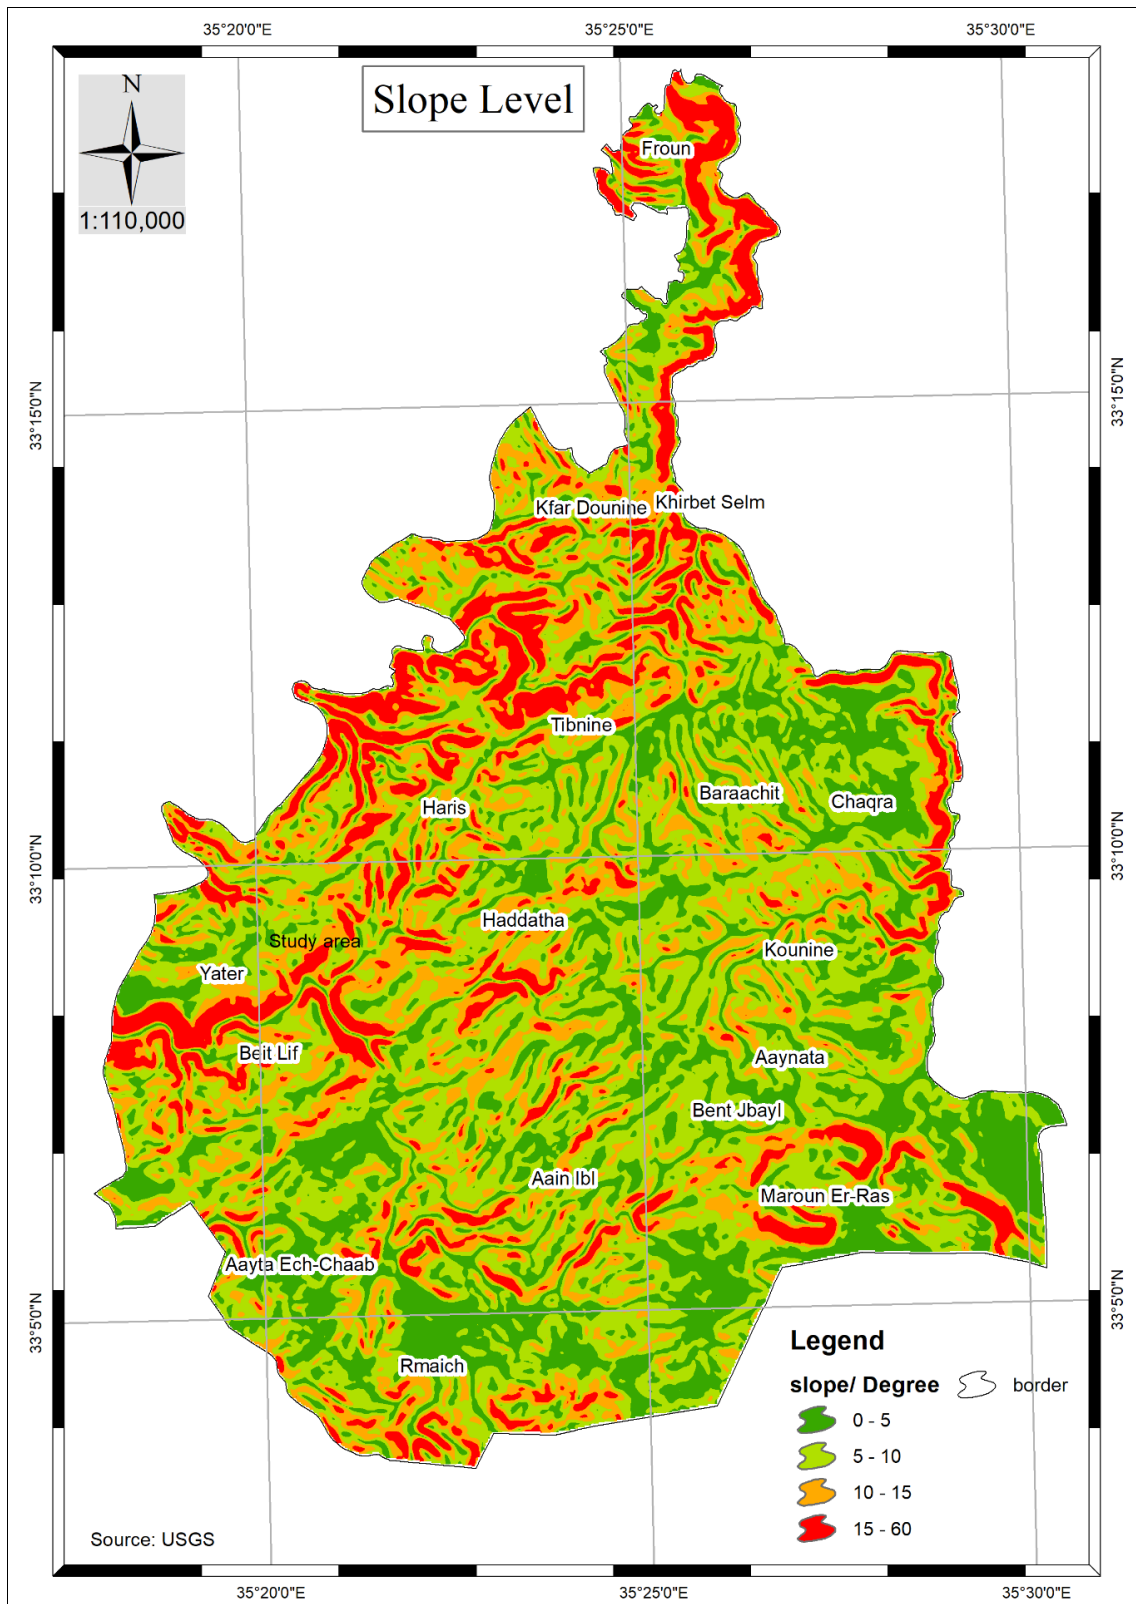 35°20'0"E
35°25'0"E
35°30'0"E
N
1:110,000
Slope Level
Froun
33°15'0"N
33°15'0"N
Kfar Dounine
Khirbet Selm
Tibnine
Baraachit
Chaqra
Haris
33°10'0"N
33°10'0"N
Haddatha
Study area
Kounine
Yater
Beit Lif
Aaynata
Bent Jbayl
Aain Ibl
Maroun Er-Ras
Aayta Ech-Chaab
33°5'0"N
33°5'0"N
Rmaich
Legend
slope/ Degree
border
0 - 5
5 - 10
10 - 15
15 - 60
Source: USGS
35°20'0"E
35°25'0"E
35°30'0"E